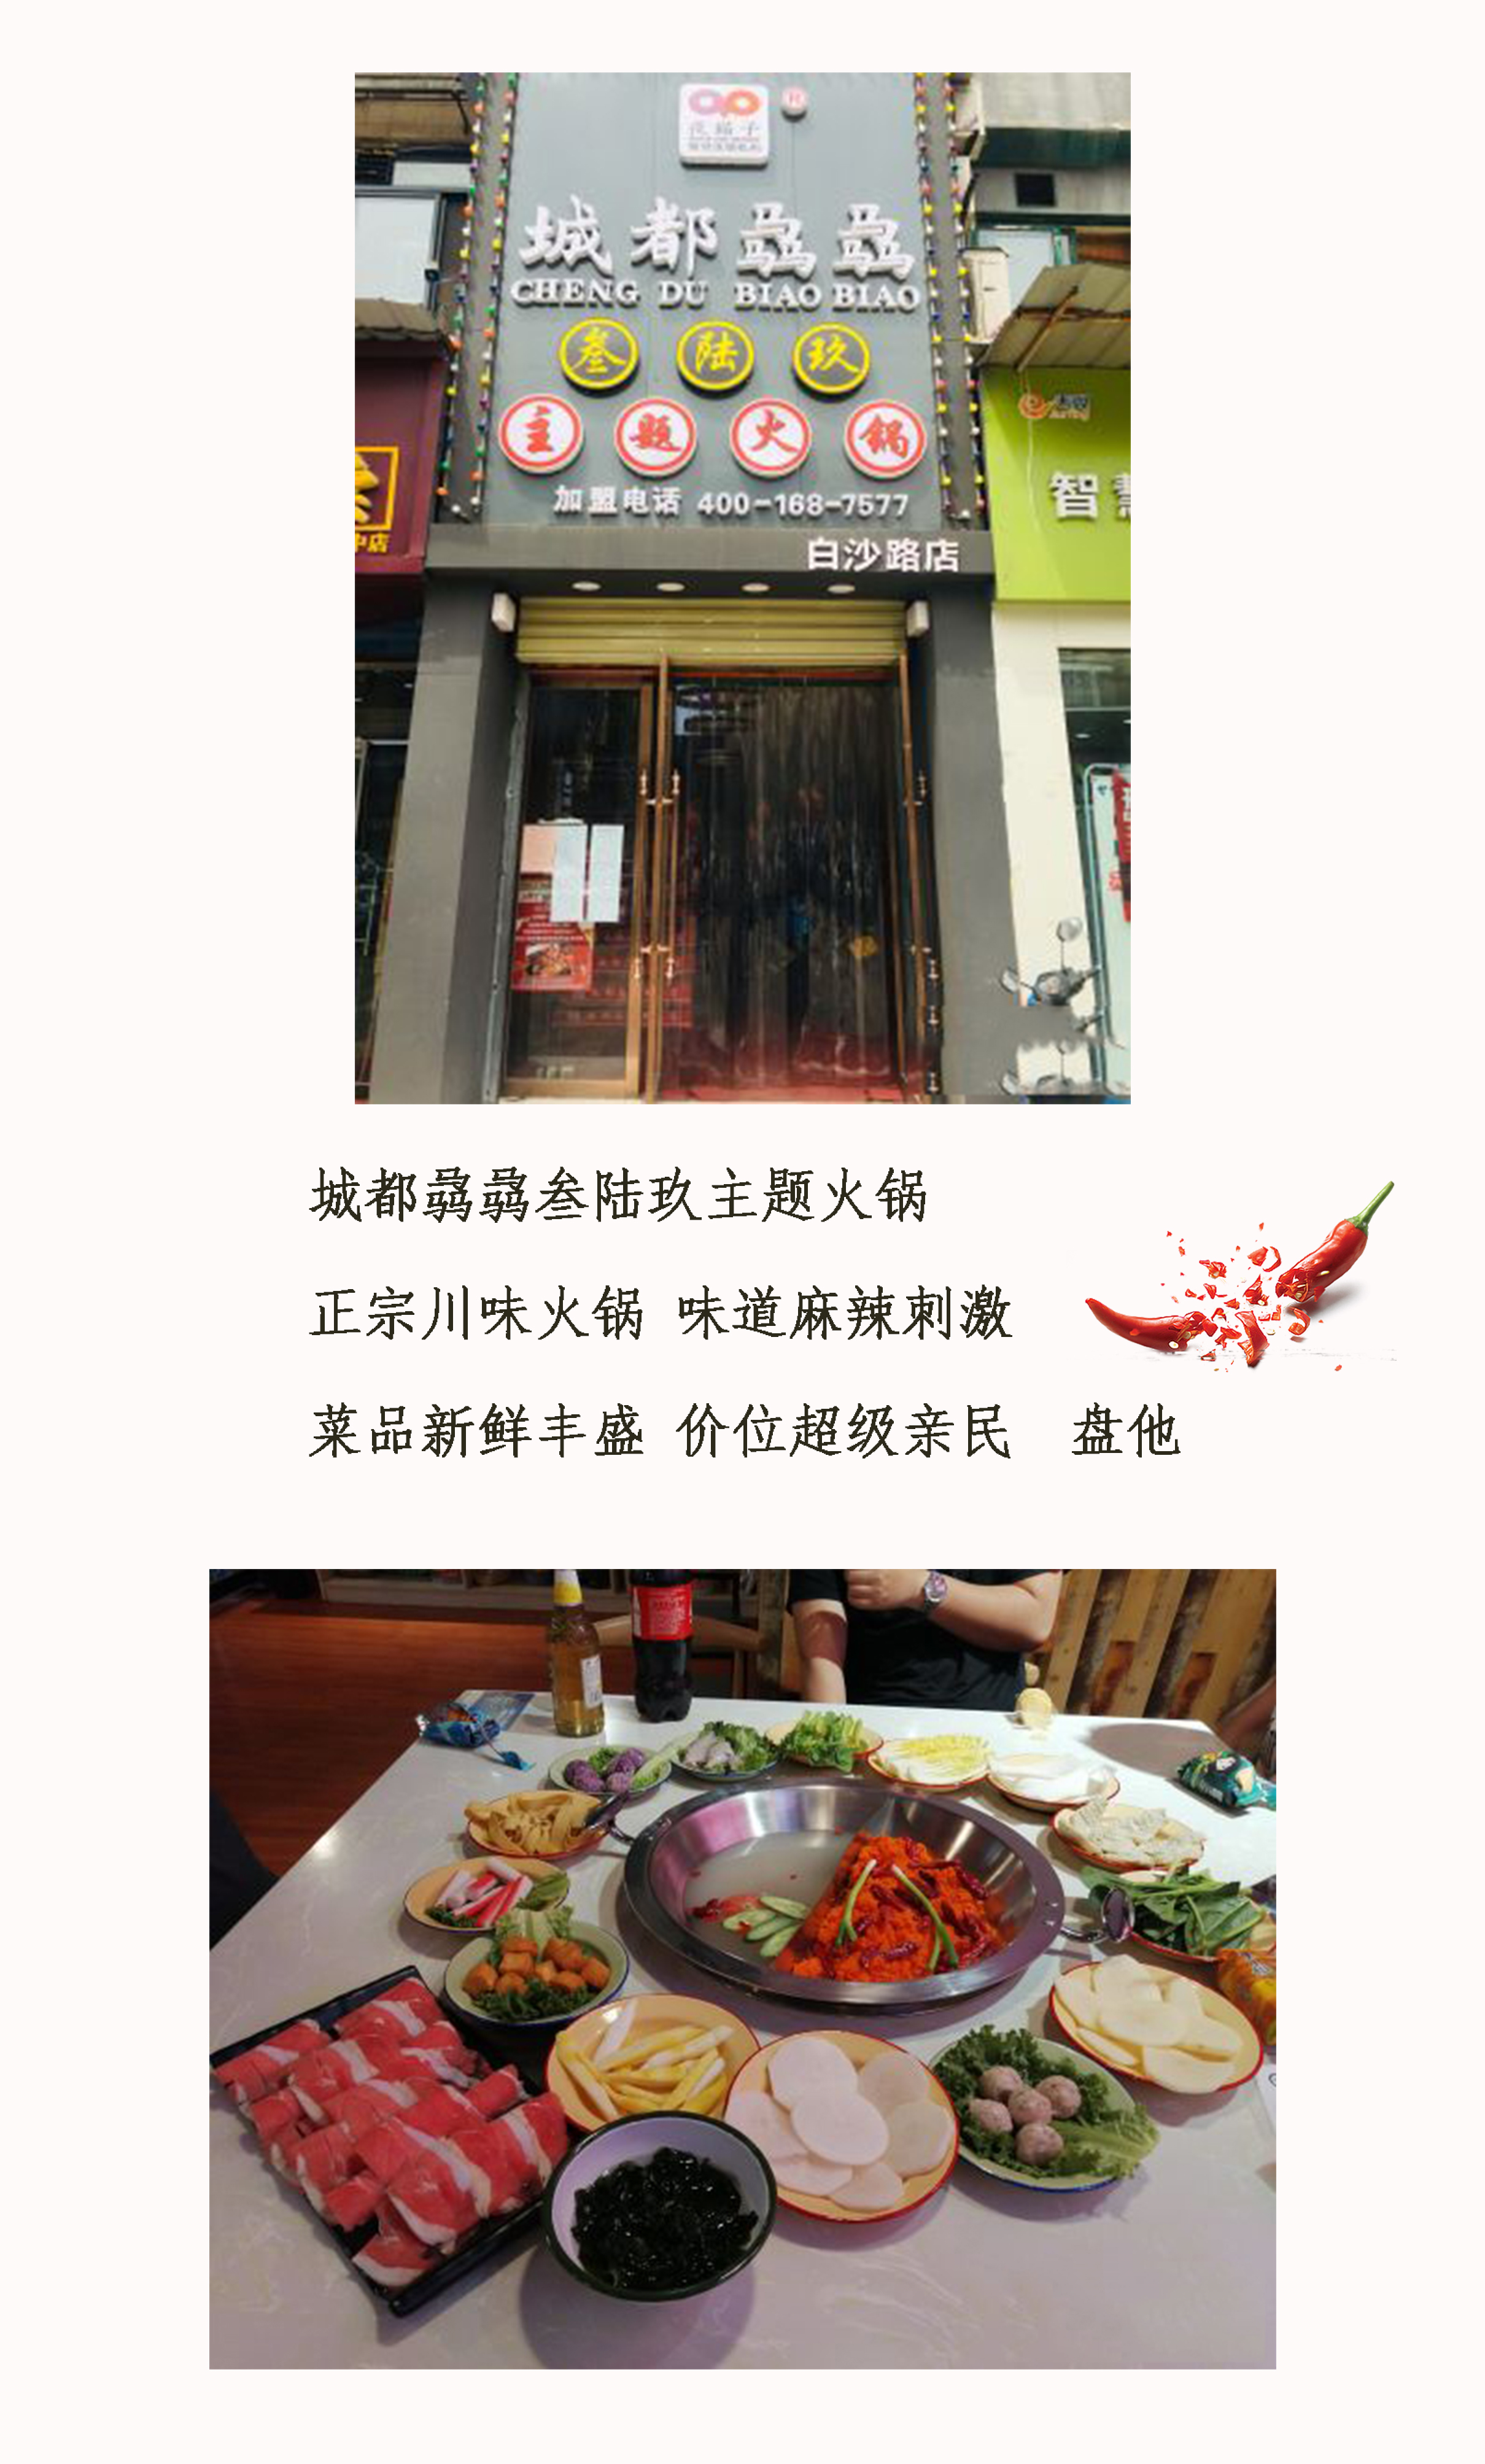 城都骉骉
CHENG DU BIAO BIAO
叁陆玖
主题火锅
加盟电话 400-168-7577
白沙路店
智
中店
城都骉骉叁陆玖主题火锅
正宗川味火锅 味道麻辣刺激
菜品新鲜丰盛 价位超级亲民 盘他